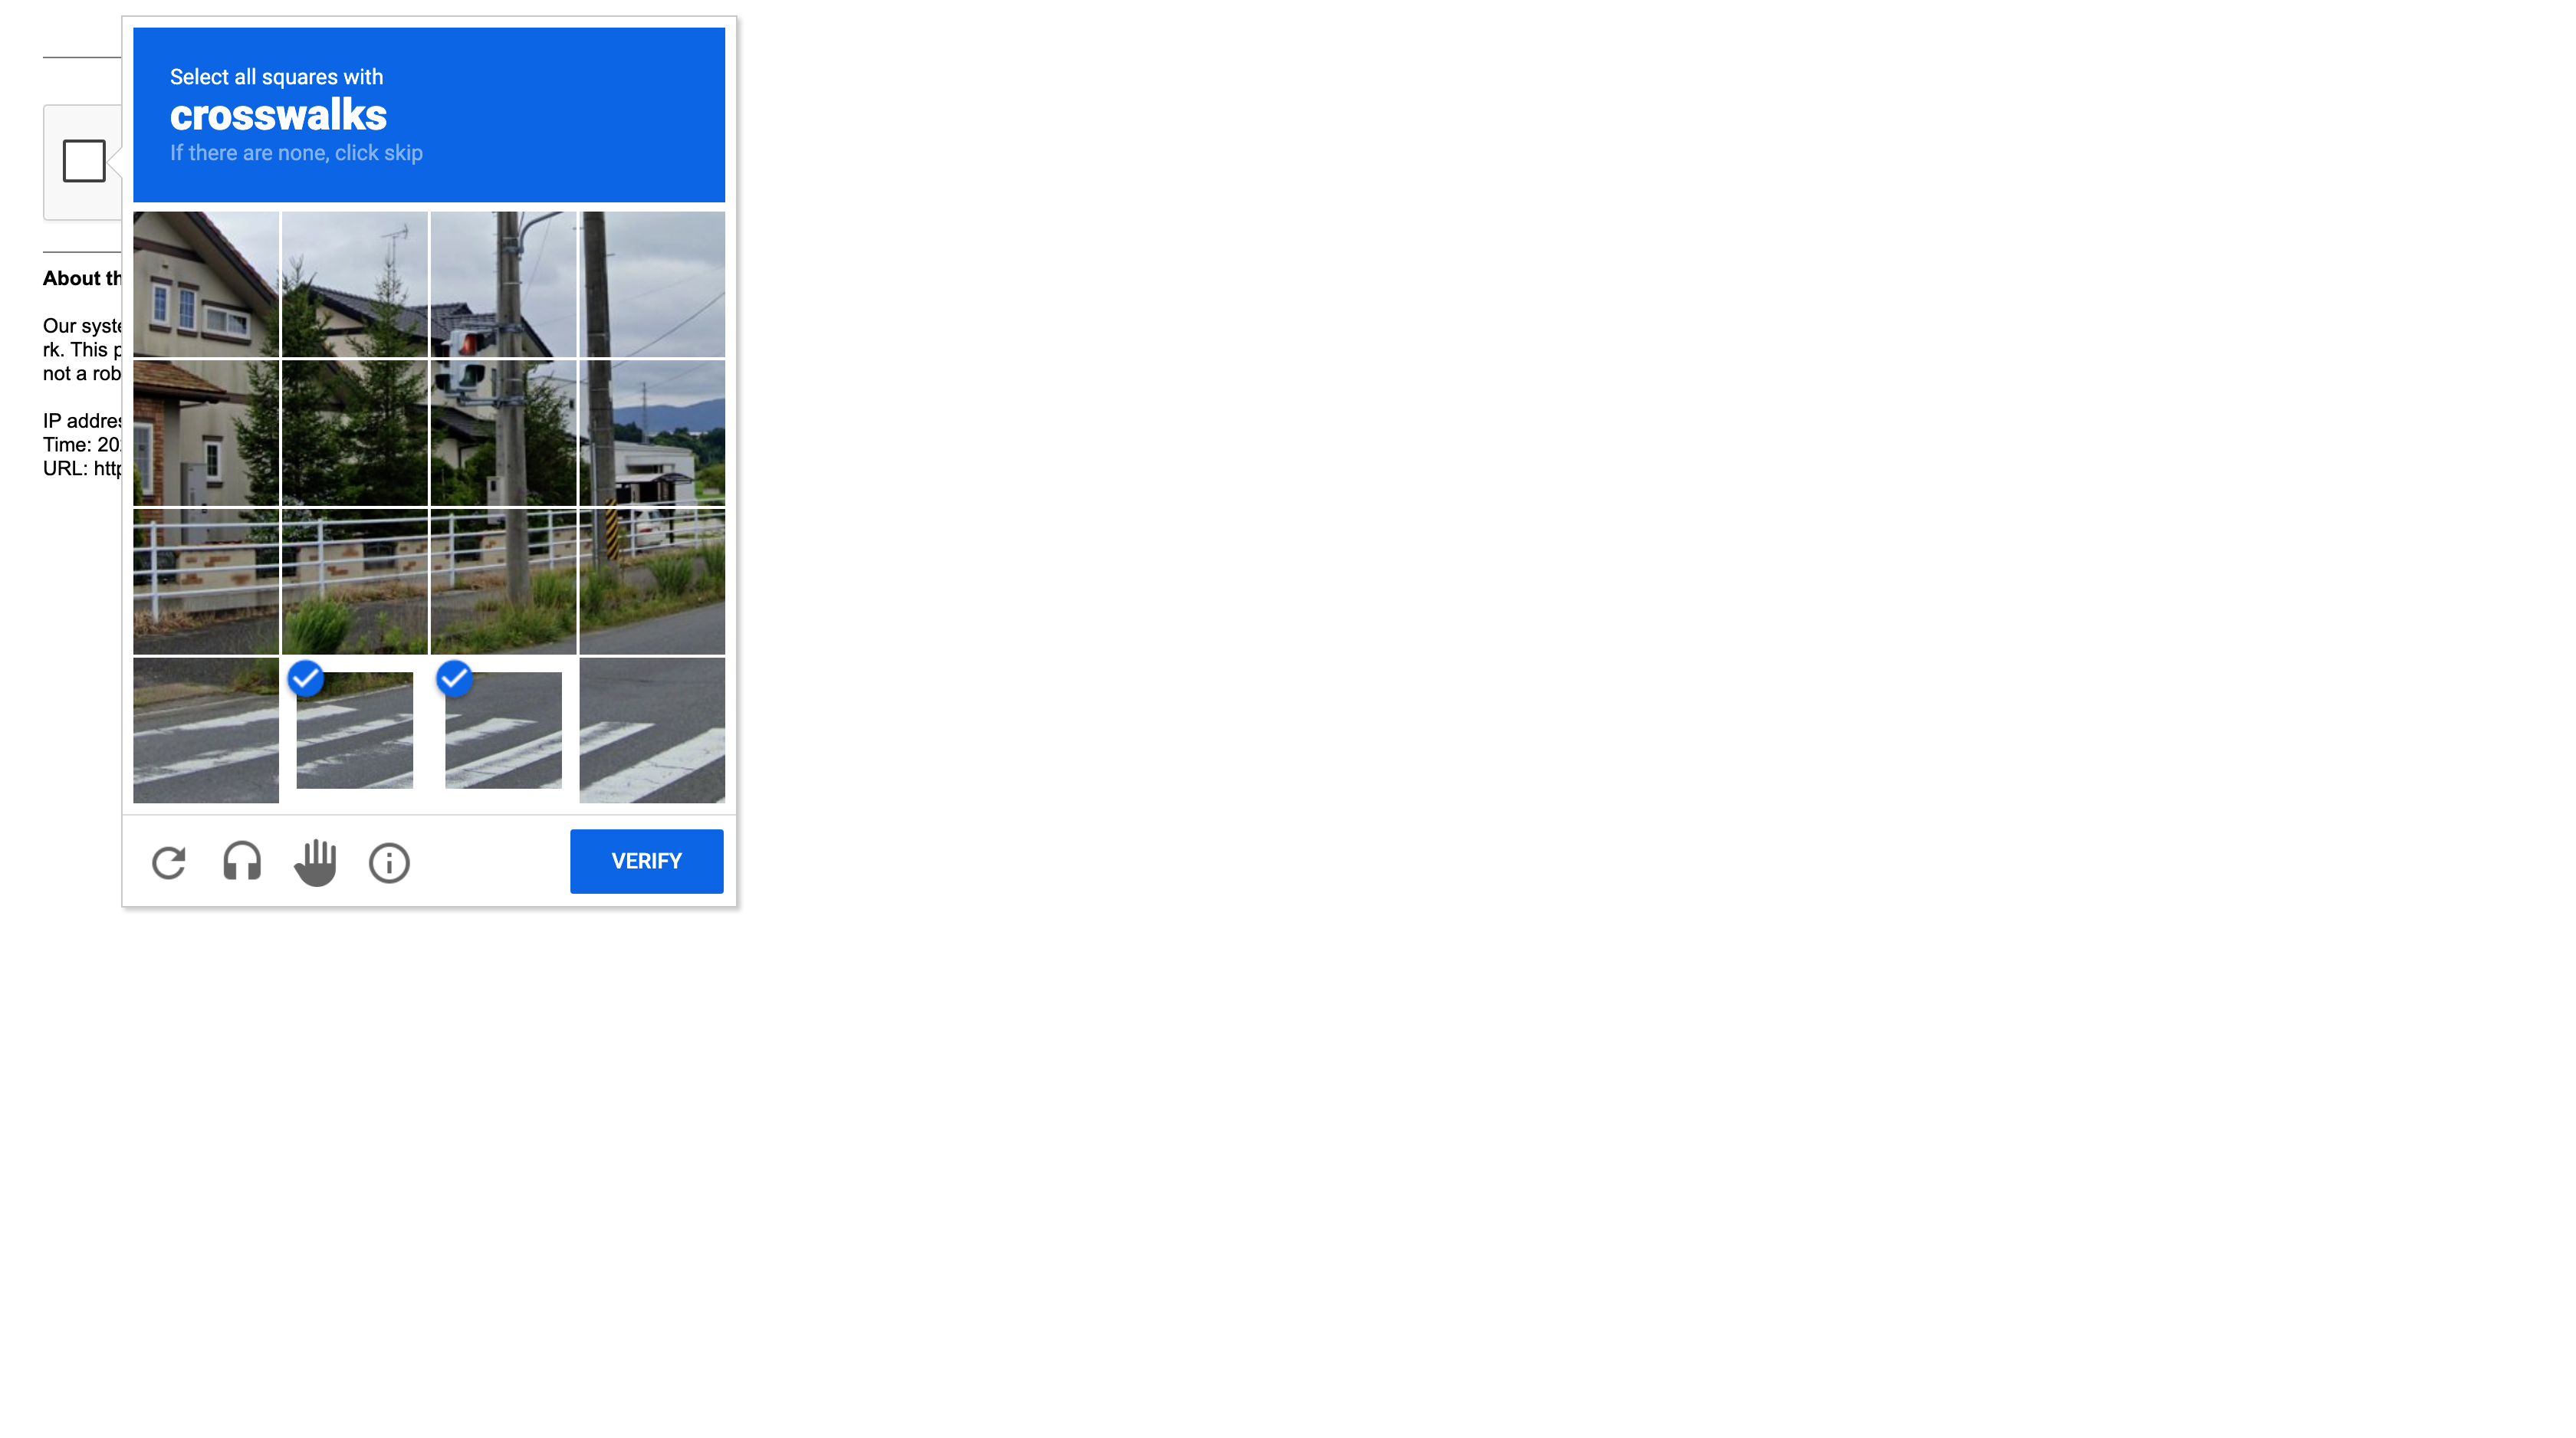 Select all squares with
crosswalks
If there are none, click skip
About th
Our syste
rk. This p
not a rob
IP addres
Time: 20
URL: http
VERIFY